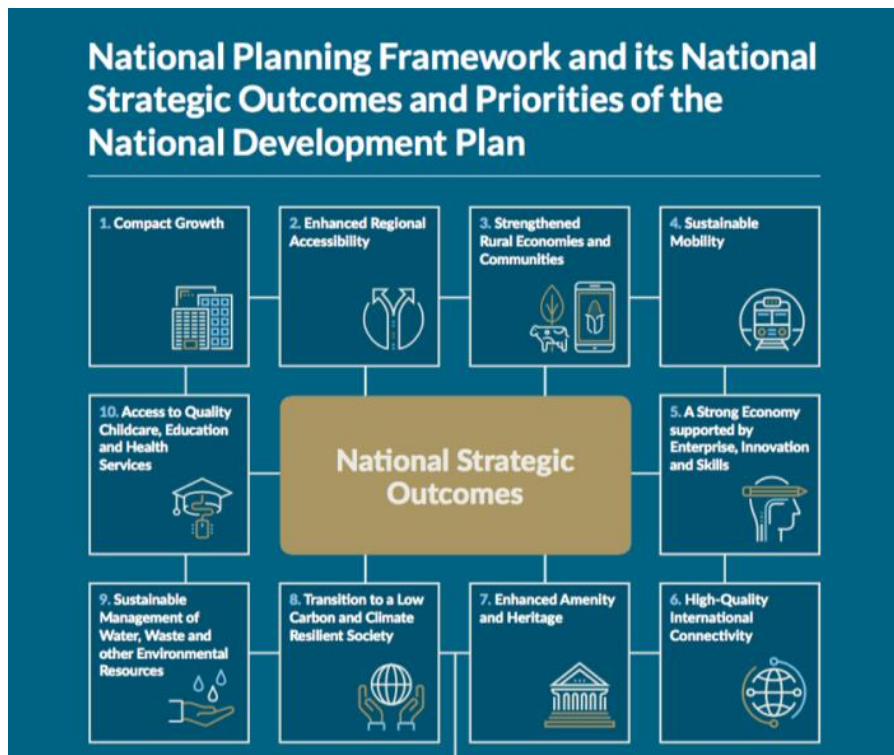 National Planning Framework and its National
Strategic Outcomes and Priorities of the
National Development Plan
1. Compact Growth
2. Enhanced Regional
Accessibility
3. Strengthened
Rural Economies and
Communities
4. Sustainable
Mobility
10. Access to Quality
Childcare, Education
and Health
Services
National Strategic
Outcomes
5. A Strong Economy
supported by
Enterprise, Innovation
and Skills
9. Sustainable
Management of
Water, Waste and
other Environmental
Resources
8. Transition to a Low
Carbon and Climate
Resilient Society
7. Enhanced Amenity
and Heritage
6. High-Quality
International
Connectivity